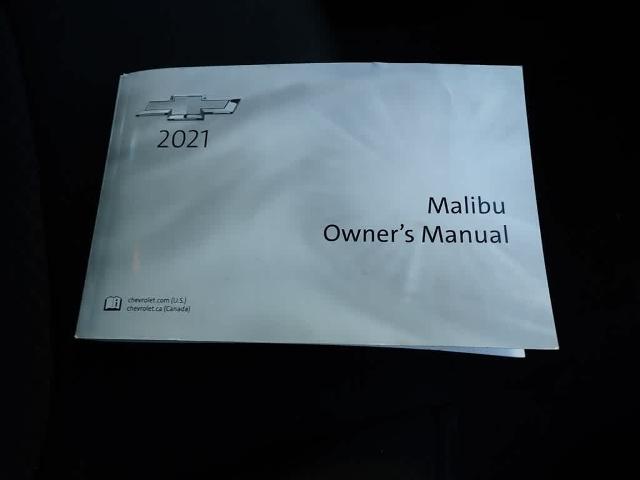 2021
Malibu
Owner's Manual
chevrolet.com (U.S.)
chevrolet.ca (Canada)